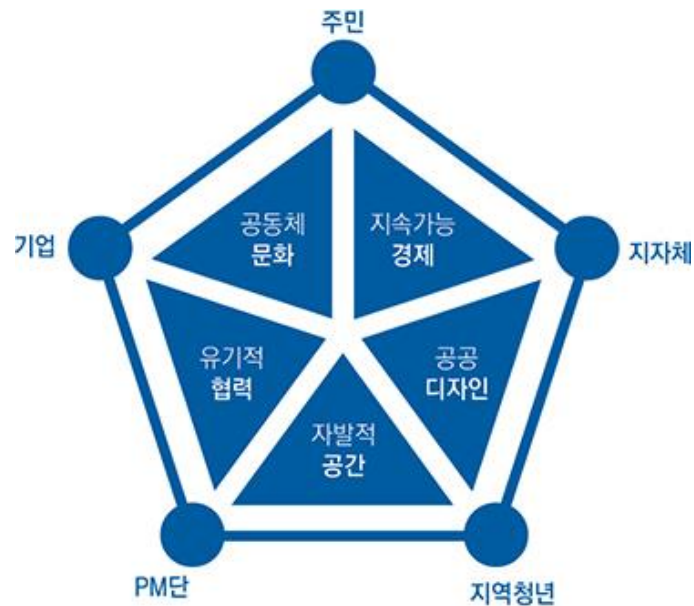 주민
공동체
문화
지속가능
경제
기업
지자체
유기적
협력
공공
디자인
자발적
공간
PM단
지역청년